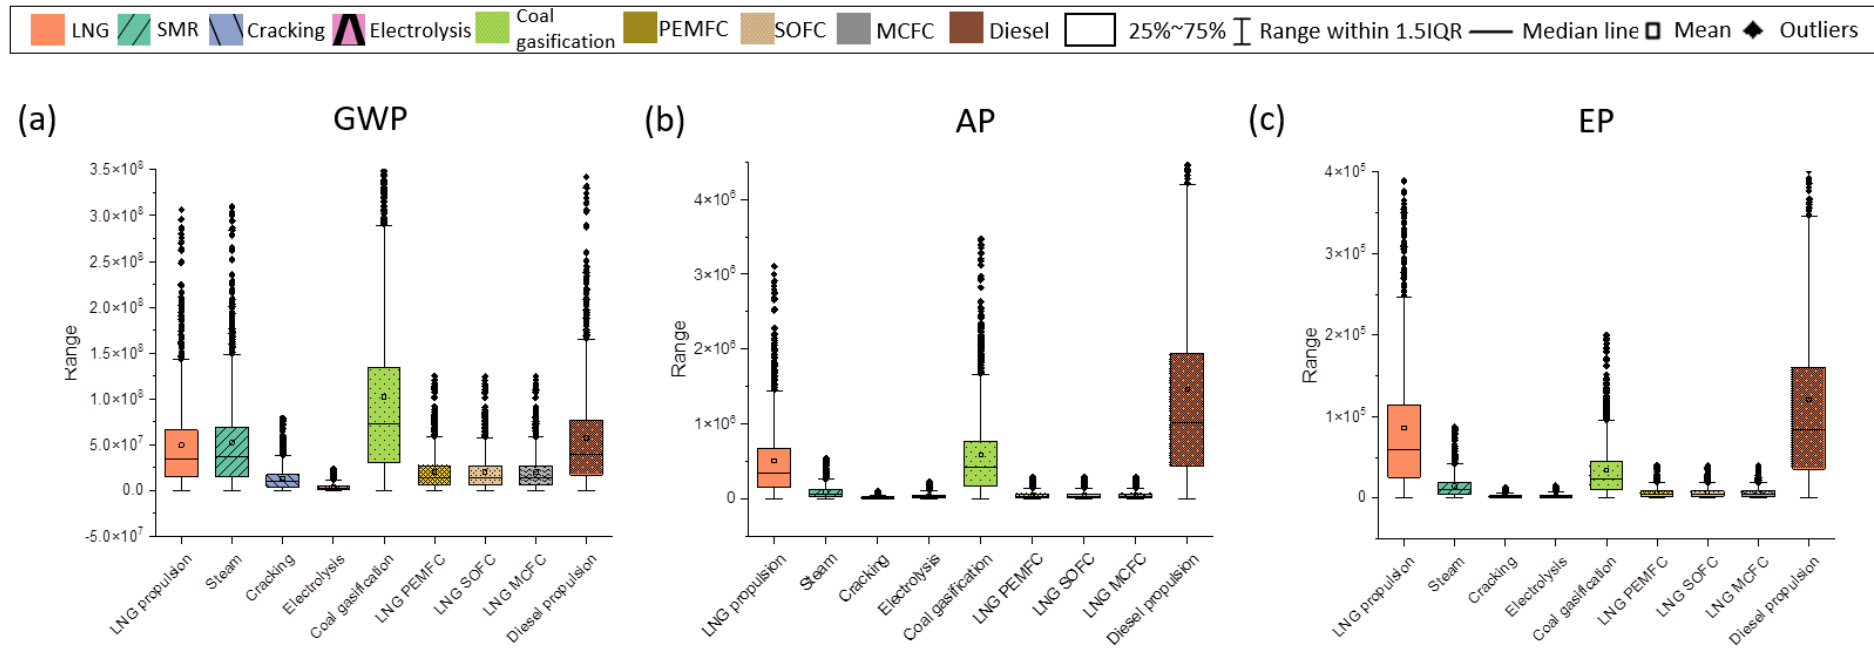 LNG SMR Cracking Electrolysis Coal gasification PEMFC SOFC MCFC Diesel 25%~75% Range within 1.5IQR Median line Mean Outliers
(a) GWP (b) AP (c) EP
Range
3.5×10⁸
3.0×10⁸
2.5×10⁸
2.0×10⁸
1.5×10⁸
1.0×10⁸
5.0×10⁷
0.0
-5.0×10⁷
LNG propulsion
Steam
Cracking
Electrolysis
Coal gasification
LNG PEMFC
LNG SOFC
LNG MCFC
Diesel propulsion
Range
4×10⁶
3×10⁶
2×10⁶
1×10⁶
0
LNG propulsion
Steam
Cracking
Electrolysis
Coal gasification
LNG PEMFC
LNG SOFC
LNG MCFC
Diesel propulsion
Range
4×10⁵
3×10⁵
2×10⁵
1×10⁵
0
LNG propulsion
Steam
Cracking
Electrolysis
Coal gasification
LNG PEMFC
LNG SOFC
LNG MCFC
Diesel propulsion